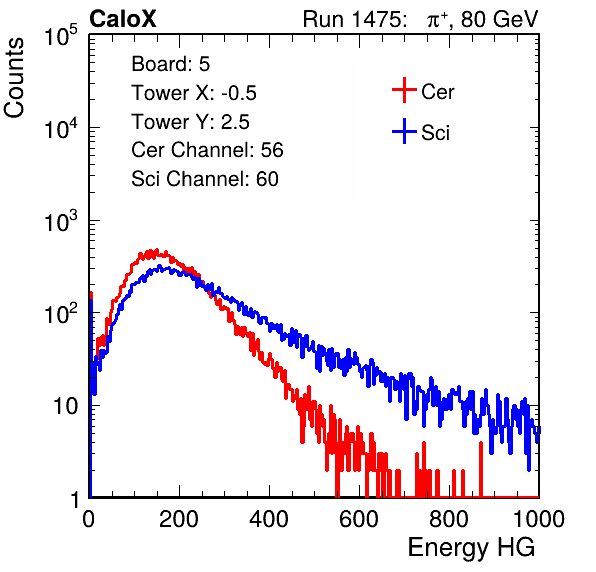 CaloX Run 1475: π⁺, 80 GeV
Counts
10⁵
10⁴
10³
10²
10
1
Board: 5
Tower X: -0.5
Tower Y: 2.5
Cer Channel: 56
Sci Channel: 60
Cer
Sci
0 200 400 600 800 1000
Energy HG